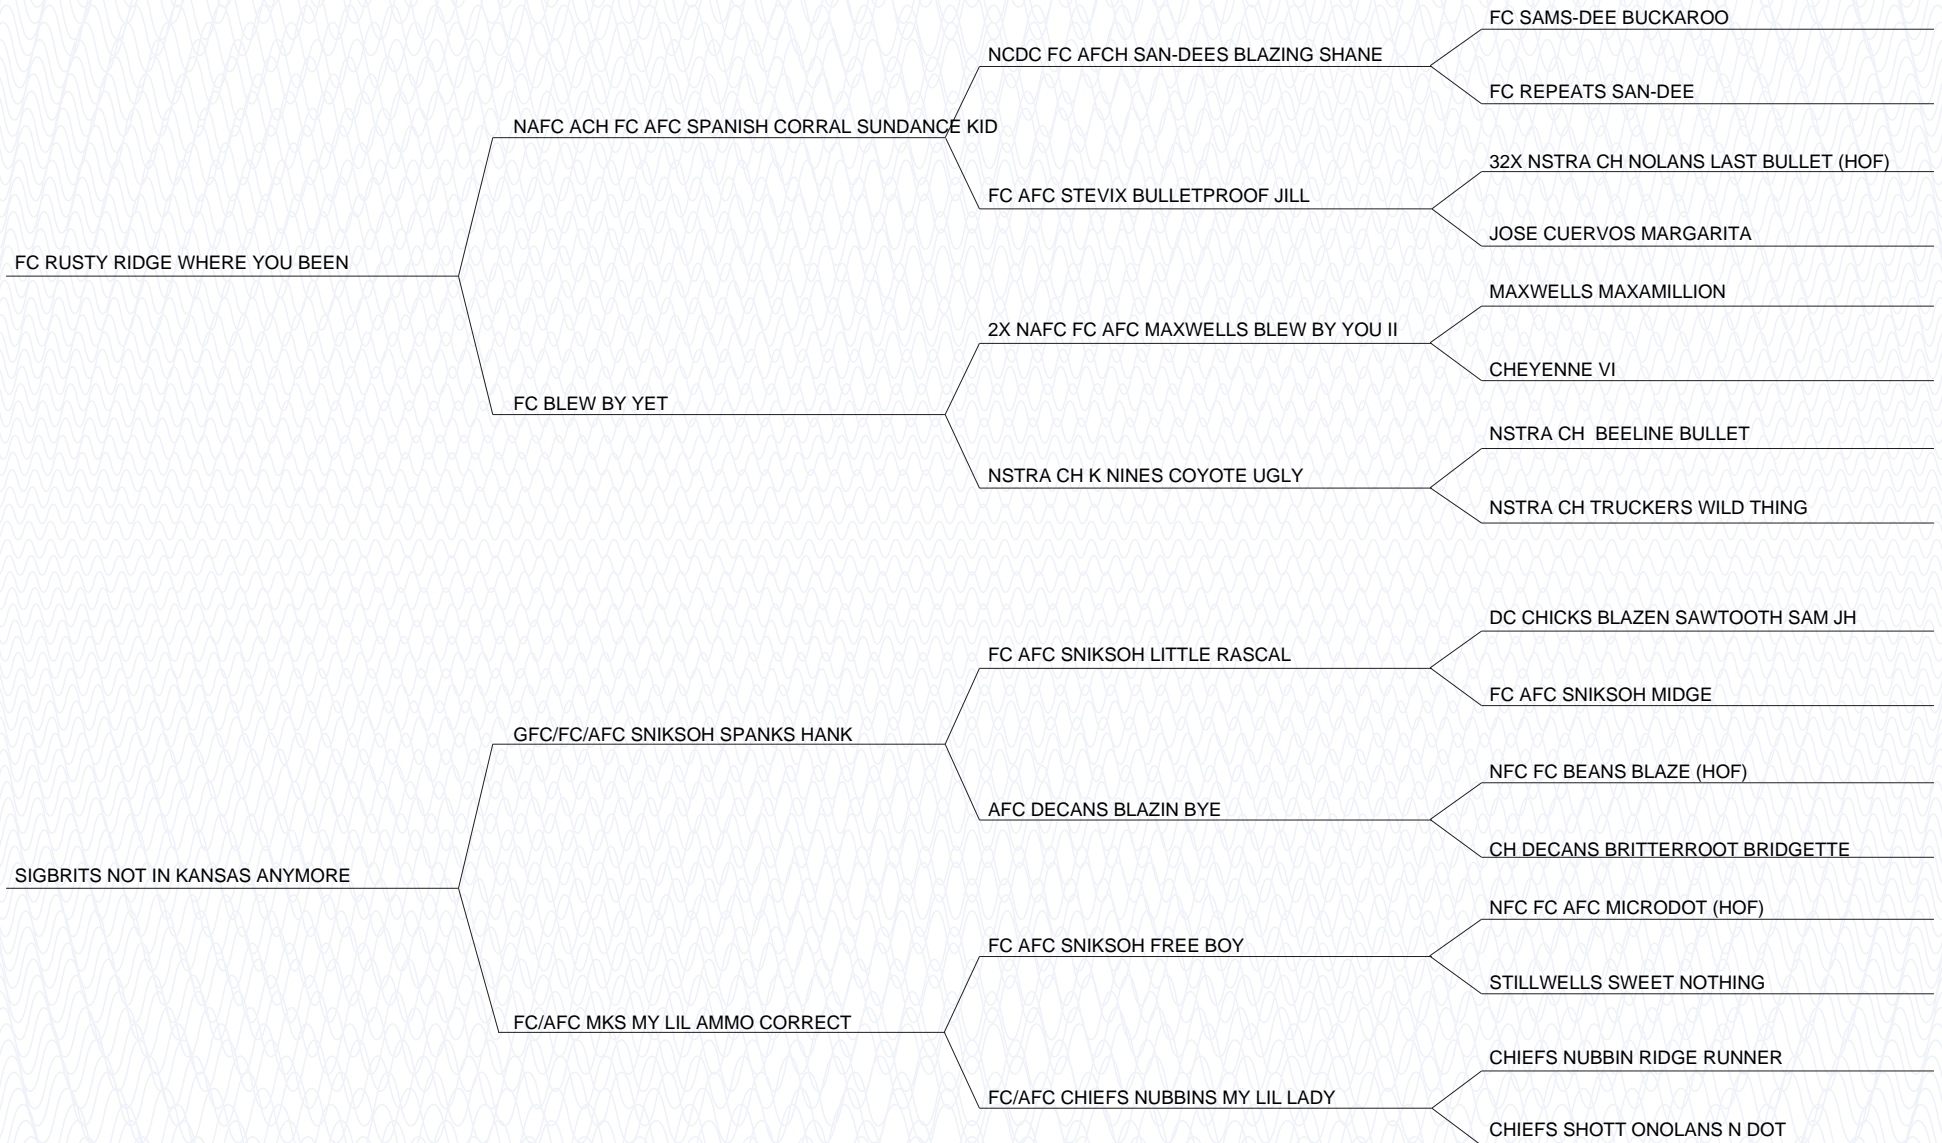 FC SAMS-DEE BUCKAROO
NCDC FC AFCH SAN-DEES BLAZING SHANE
FC REPEATS SAN-DEE
NAFC ACH FC AFC SPANISH CORRAL SUNDANCE KID
32X NSTRA CH NOLANS LAST BULLET (HOF)
FC AFC STEVIX BULLETPROOF JILL
JOSE CUERVOS MARGARITA
FC RUSTY RIDGE WHERE YOU BEEN
MAXWELLS MAXAMILLION
2X NAFC FC AFC MAXWELLS BLEW BY YOU II
CHEYENNE VI
FC BLEW BY YET
NSTRA CH  BEELINE BULLET
NSTRA CH K NINES COYOTE UGLY
NSTRA CH TRUCKERS WILD THING
DC CHICKS BLAZEN SAWTOOTH SAM JH
FC AFC SNIKSOH LITTLE RASCAL
FC AFC SNIKSOH MIDGE
GFC/FC/AFC SNIKSOH SPANKS HANK
NFC FC BEANS BLAZE (HOF)
AFC DECANS BLAZIN BYE
CH DECANS BRITTERROOT BRIDGETTE
SIGBRITS NOT IN KANSAS ANYMORE
NFC FC AFC MICRODOT (HOF)
FC AFC SNIKSOH FREE BOY
STILLWELLS SWEET NOTHING
FC/AFC MKS MY LIL AMMO CORRECT
CHIEFS NUBBIN RIDGE RUNNER
FC/AFC CHIEFS NUBBINS MY LIL LADY
CHIEFS SHOTT ONOLANS N DOT